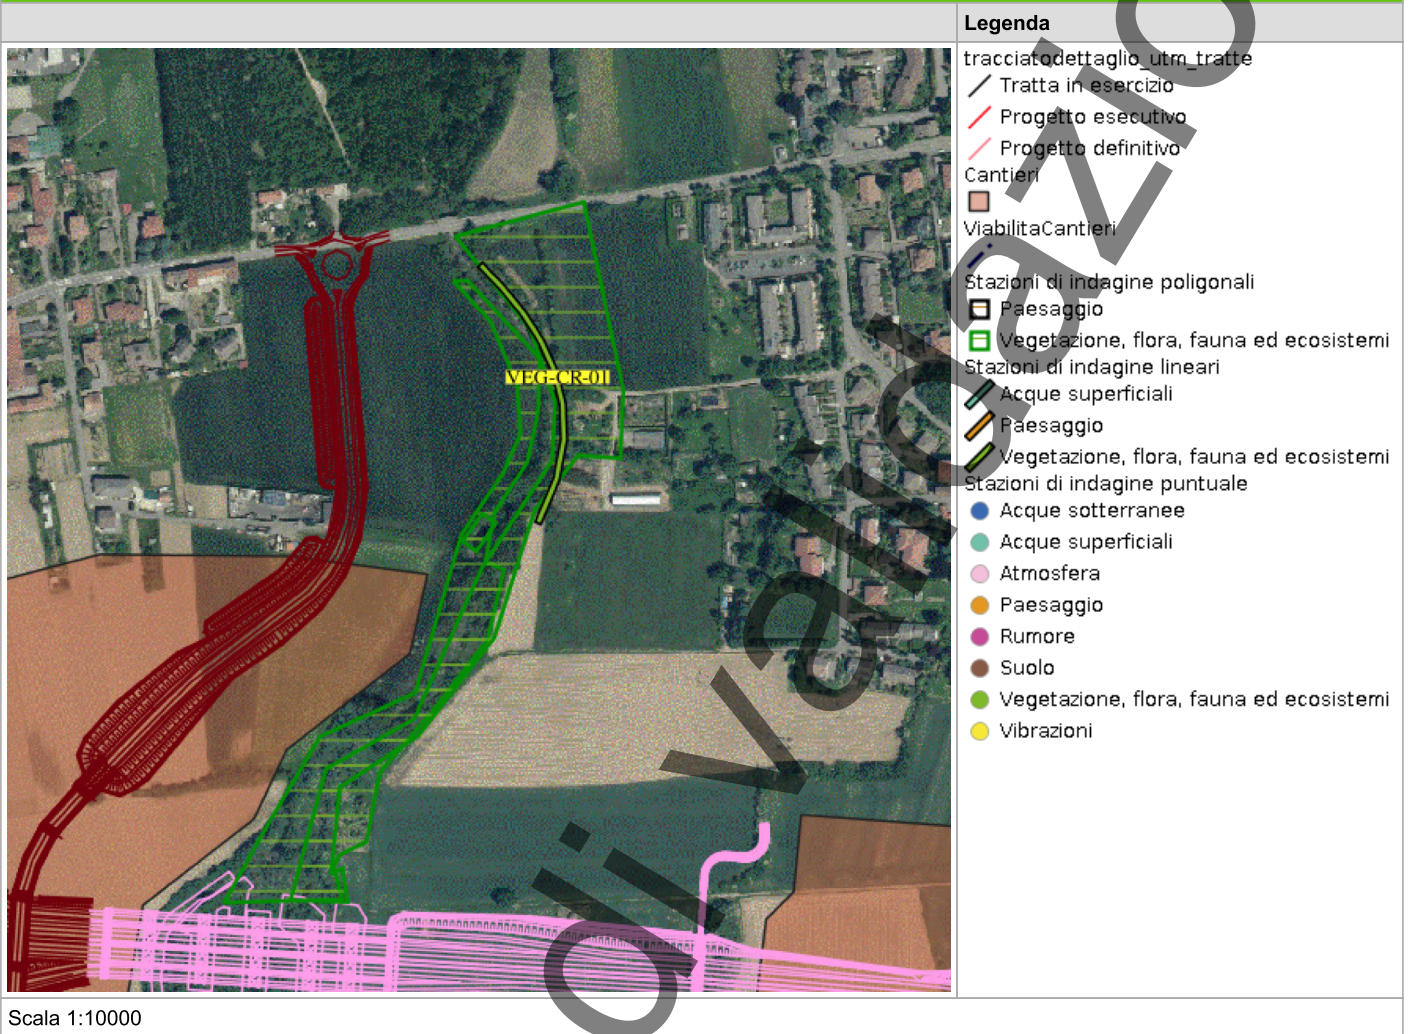 Legenda
tracciatodettaglio_utm_tratte
Tratta in esercizio
Progetto esecutivo
Progetto definitivo
Cantieri
ViabilitaCantieri
Stazioni di indagine poligonali
Paesaggio
Vegetazione, flora, fauna ed ecosistemi
Stazioni di indagine lineari
Acque superficiali
Paesaggio
Vegetazione, flora, fauna ed ecosistemi
Stazioni di indagine puntuale
Acque sotterranee
Acque superficiali
Atmosfera
Paesaggio
Rumore
Suolo
Vegetazione, flora, fauna ed ecosistemi
Vibrazioni
VEG-CR-01
di validazio
Scala 1:10000